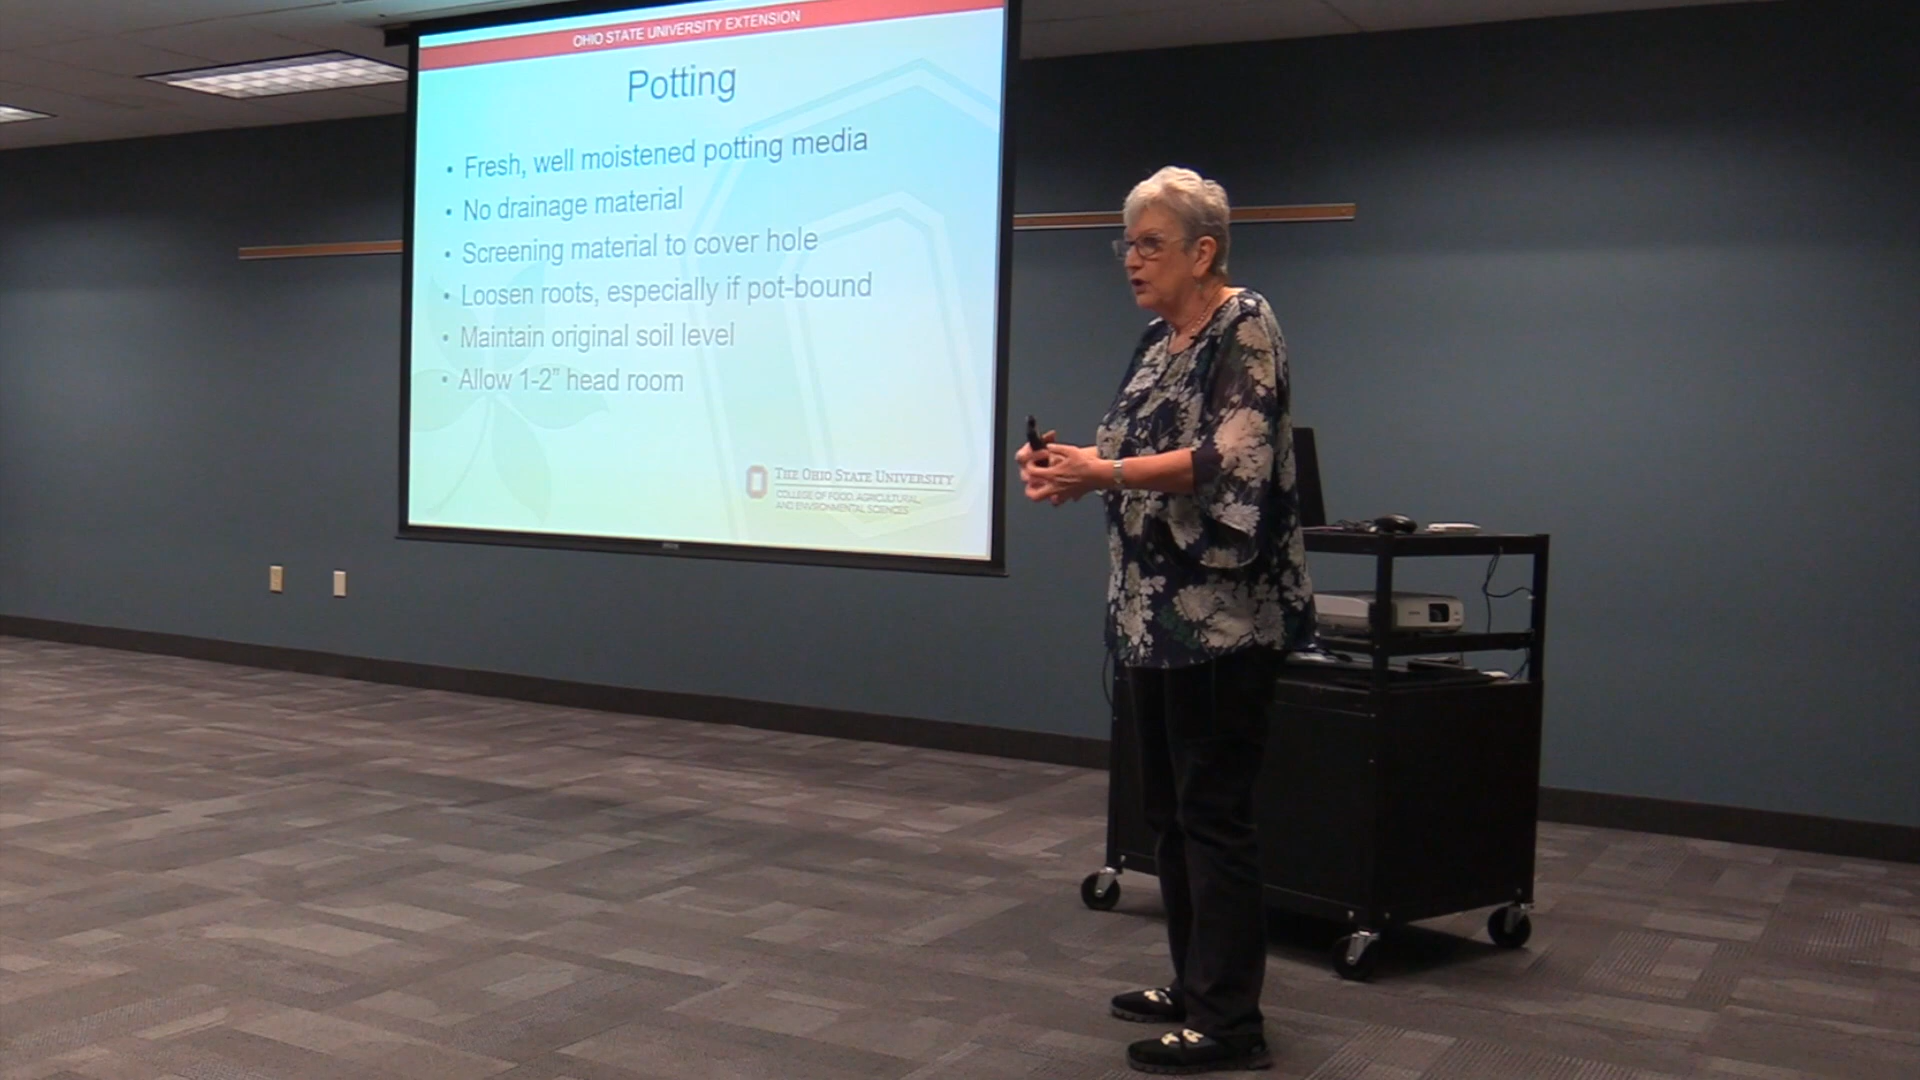 OHIO STATE UNIVERSITY EXTENSION
Potting
• Fresh, well moistened potting media
• No drainage material
• Screening material to cover hole
• Loosen roots, especially if pot-bound
• Maintain original soil level
• Allow 1-2" head room
THE OHIO STATE UNIVERSITY
COLLEGE OF FOOD, AGRICULTURAL,
AND ENVIRONMENTAL SCIENCES